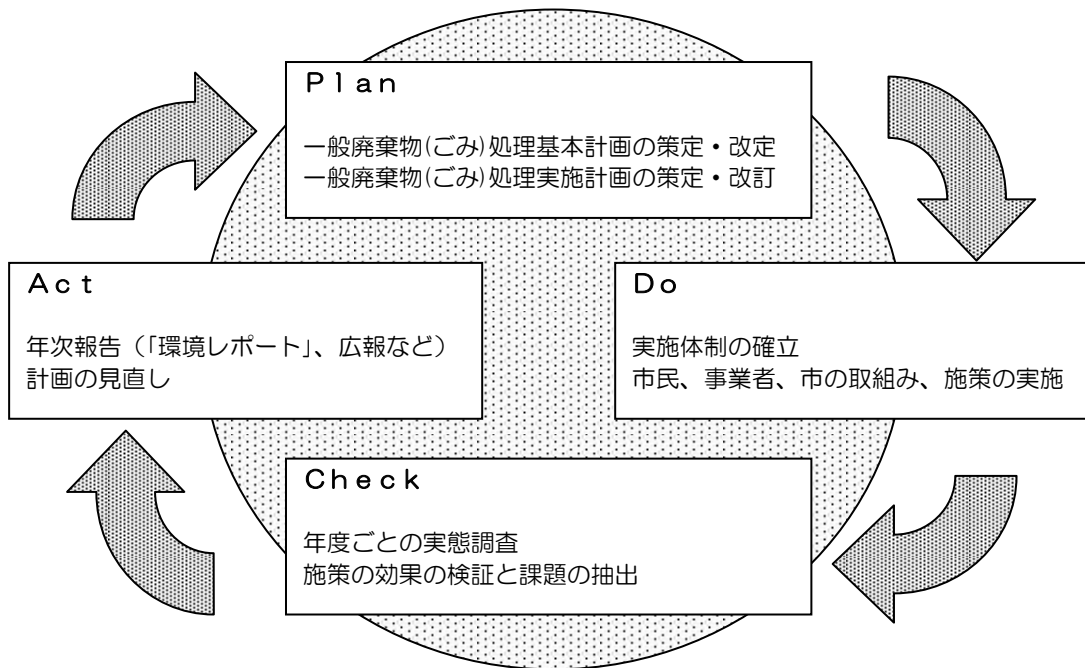 Plan
一般廃棄物(ごみ)処理基本計画の策定・改定
一般廃棄物(ごみ)処理実施計画の策定・改訂
Act
年次報告（「環境レポート」、広報など）
計画の見直し
Do
実施体制の確立
市民、事業者、市の取組み、施策の実施
Check
年度ごとの実態調査
施策の効果の検証と課題の抽出